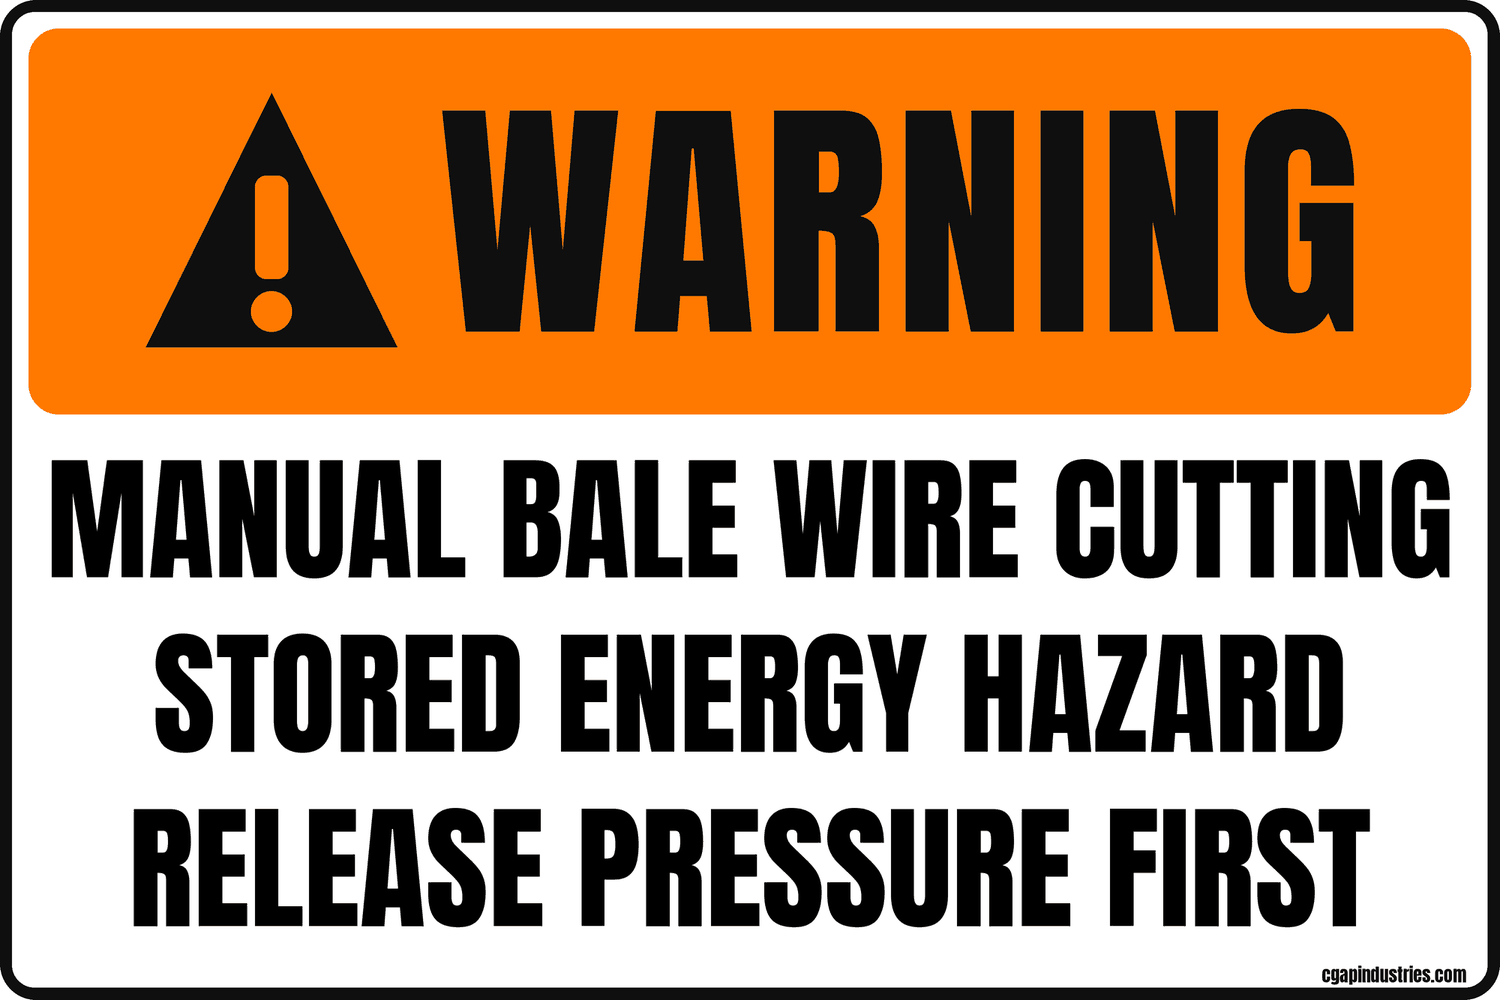 WARNING
MANUAL BALE WIRE CUTTING
STORED ENERGY HAZARD
RELEASE PRESSURE FIRST
cgapindustries.com